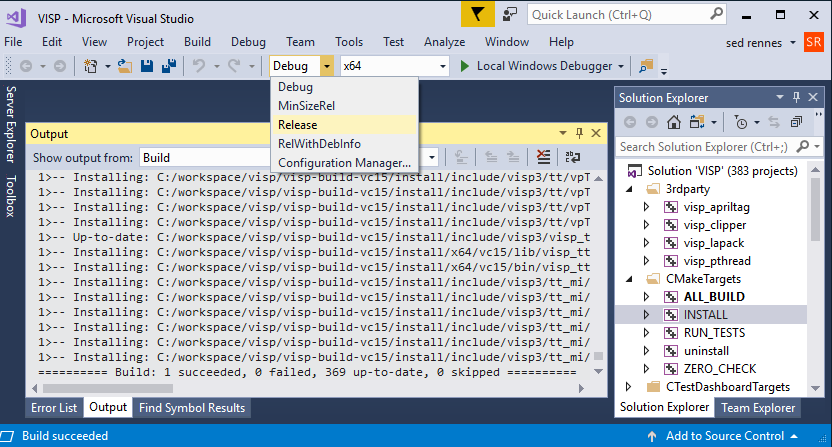 VISP - Microsoft Visual Studio
Quick Launch (Ctrl+Q)
File Edit View Project Build Debug Team Tools Test Analyze Window Help sed rennes SR
Debug x64 Local Windows Debugger
Debug
MinSizeRel
Release
RelWithDebInfo
Configuration Manager...
Server Explorer
Toolbox
Output
Show output from: Build
1>-- Installing: C:/workspace/visp/visp-build-vc15/install/include/visp3/tt/vpT
1>-- Installing: C:/workspace/visp/visp-build-vc15/install/include/visp3/tt/vpT
1>-- Installing: C:/workspace/visp/visp-build-vc15/install/include/visp3/tt/vpT
1>-- Installing: C:/workspace/visp/visp-build-vc15/install/include/visp3/tt/vpT
1>-- Up-to-date: C:/workspace/visp/visp-build-vc15/install/include/visp3/visp_t
1>-- Installing: C:/workspace/visp/visp-build-vc15/install/x64/vc15/lib/visp_tt
1>-- Installing: C:/workspace/visp/visp-build-vc15/install/x64/vc15/bin/visp_tt
1>-- Installing: C:/workspace/visp/visp-build-vc15/install/include/visp3/tt_mi/
1>-- Installing: C:/workspace/visp/visp-build-vc15/install/include/visp3/tt_mi/
1>-- Installing: C:/workspace/visp/visp-build-vc15/install/include/visp3/tt_mi/
1>-- Installing: C:/workspace/visp/visp-build-vc15/install/include/visp3/tt_mi/
1>-- Installing: C:/workspace/visp/visp-build-vc15/install/include/visp3/tt_mi/
1>-- Installing: C:/workspace/visp/visp-build-vc15/install/include/visp3/tt_mi/
========== Build: 1 succeeded, 0 failed, 369 up-to-date, 0 skipped ==========
Error List Output Find Symbol Results
Solution Explorer
Search Solution Explorer (Ctrl+;)
Solution 'VISP' (383 projects)
3rdparty
visp_apriltag
visp_clipper
visp_lapack
visp_pthread
CMakeTargets
ALL_BUILD
INSTALL
RUN_TESTS
uninstall
ZERO_CHECK
CTestDashboardTargets
Solution Explorer Team Explorer
Build succeeded
Add to Source Control